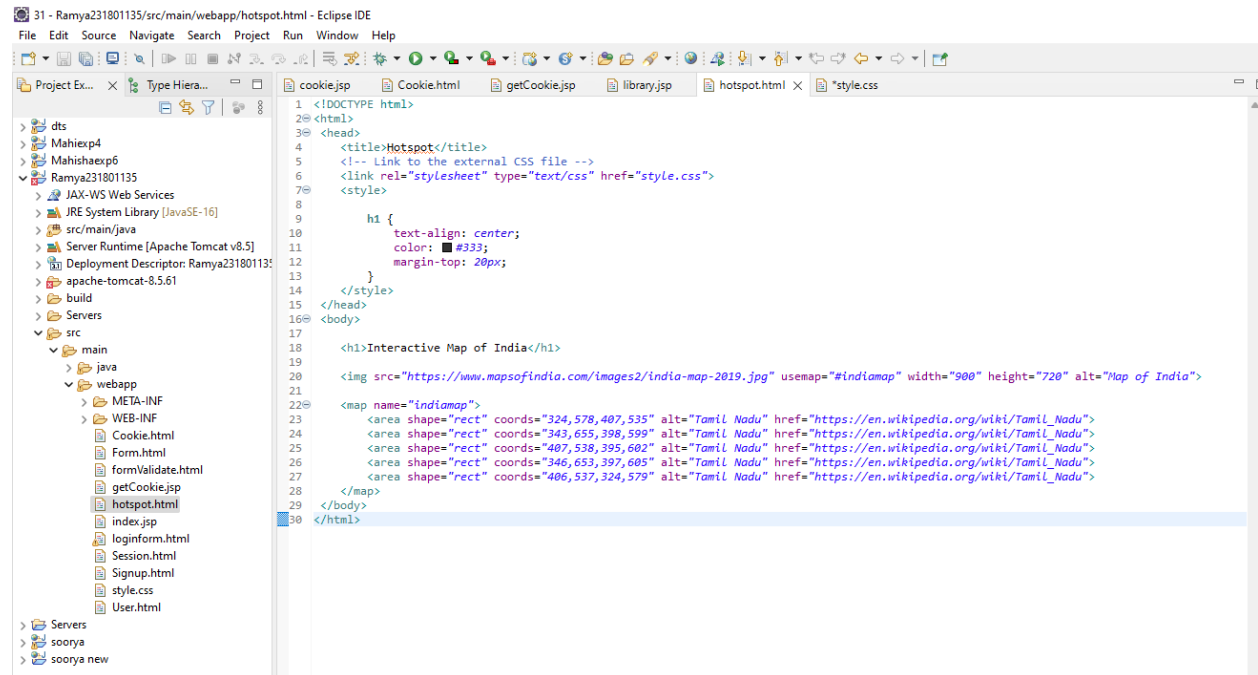 31 - Ramya231801135/src/main/webapp/hotspot.html - Eclipse IDE
File Edit Source Navigate Search Project Run Window Help
Project Ex... Type Hiera...
cookie.jsp Cookie.html getCookie.jsp library.jsp hotspot.html *style.css
dts
Mahiexp4
Mahishaexp6
Ramya231801135
JAX-WS Web Services
JRE System Library [JavaSE-16]
src/main/java
Server Runtime [Apache Tomcat v8.5]
Deployment Descriptor: Ramya231801135
apache-tomcat-8.5.61
build
Servers
src
main
java
webapp
META-INF
WEB-INF
Cookie.html
Form.html
formValidate.html
getCookie.jsp
hotspot.html
index.jsp
loginform.html
Session.html
Signup.html
style.css
User.html
Servers
soorya
soorya new
1 <!DOCTYPE html>
2 <html>
3 <head>
4 <title>Hotspot</title>
5 <!-- Link to the external CSS file -->
6 <link rel="stylesheet" type="text/css" href="style.css">
7 <style>
8
9 h1 {
10 text-align: center;
11 color: #333;
12 margin-top: 20px;
13 }
14 </style>
15 </head>
16 <body>
17
18 <h1>Interactive Map of India</h1>
19
20 <img src="https://www.mapsofindia.com/images2/india-map-2019.jpg" usemap="#indiamap" width="900" height="720" alt="Map of India">
21
22 <map name="indiamap">
23 <area shape="rect" coords="324,578,407,535" alt="Tamil Nadu" href="https://en.wikipedia.org/wiki/Tamil_Nadu">
24 <area shape="rect" coords="343,655,398,599" alt="Tamil Nadu" href="https://en.wikipedia.org/wiki/Tamil_Nadu">
25 <area shape="rect" coords="407,538,395,602" alt="Tamil Nadu" href="https://en.wikipedia.org/wiki/Tamil_Nadu">
26 <area shape="rect" coords="346,653,397,605" alt="Tamil Nadu" href="https://en.wikipedia.org/wiki/Tamil_Nadu">
27 <area shape="rect" coords="406,537,324,579" alt="Tamil Nadu" href="https://en.wikipedia.org/wiki/Tamil_Nadu">
28 </map>
29 </body>
30 </html>